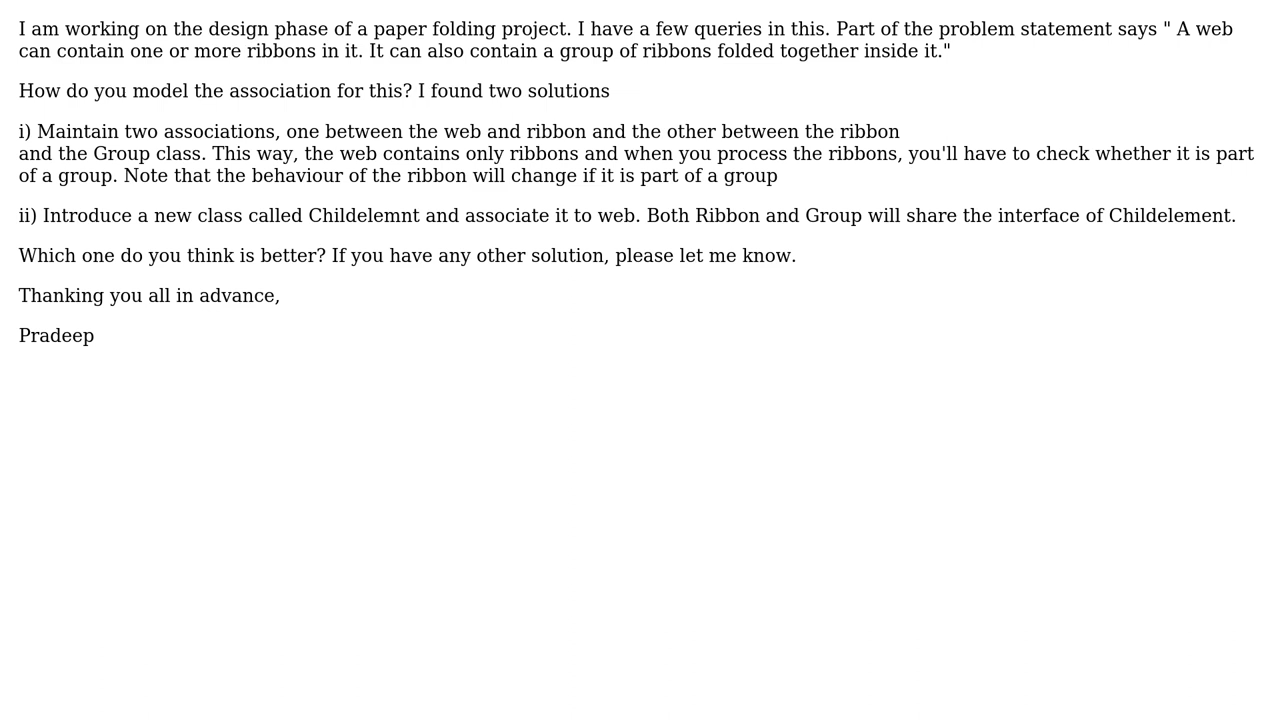 I am working on the design phase of a paper folding project. I have a few queries in this. Part of the problem statement says " A web
can contain one or more ribbons in it. It can also contain a group of ribbons folded together inside it."
How do you model the association for this? I found two solutions
i) Maintain two associations, one between the web and ribbon and the other between the ribbon
and the Group class. This way, the web contains only ribbons and when you process the ribbons, you'll have to check whether it is part
of a group. Note that the behaviour of the ribbon will change if it is part of a group
ii) Introduce a new class called Childelemnt and associate it to web. Both Ribbon and Group will share the interface of Childelement.
Which one do you think is better? If you have any other solution, please let me know.
Thanking you all in advance,
Pradeep